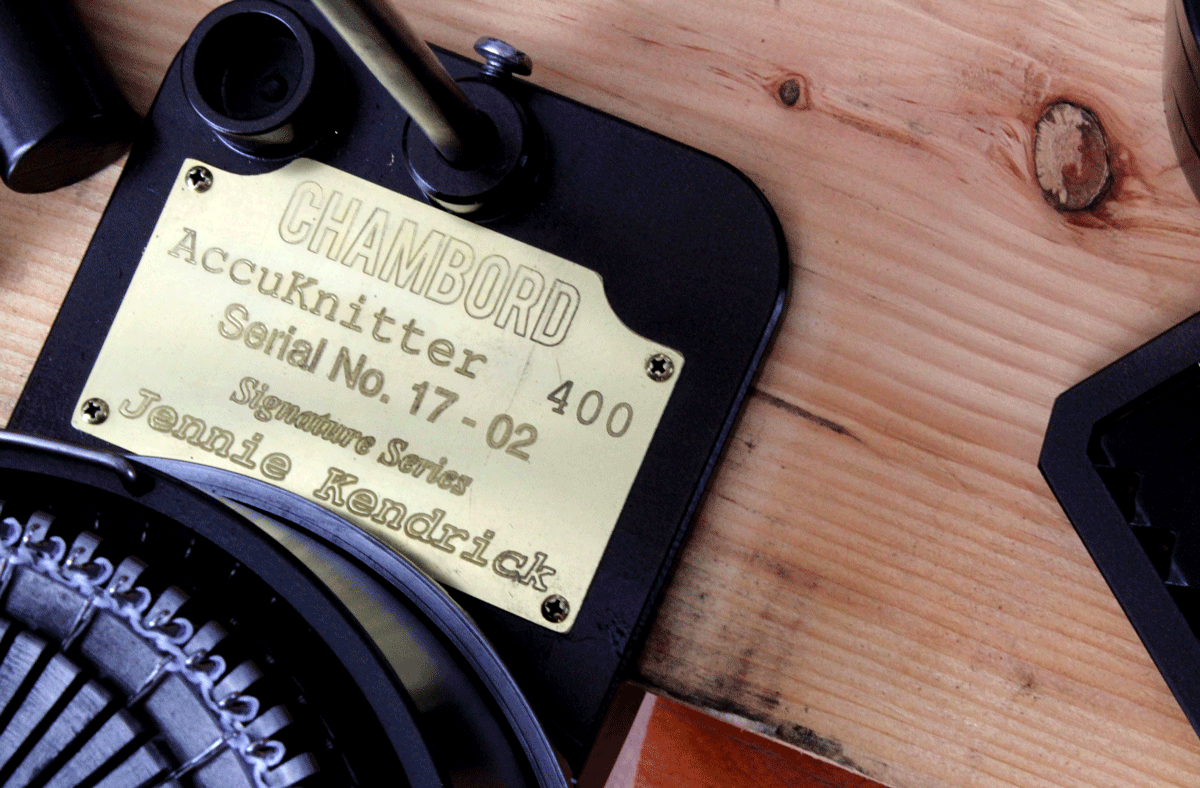 CHAMBORD
AccuKnitter 400
Serial No. 17-02
Signature Series
Jennie Kendrick